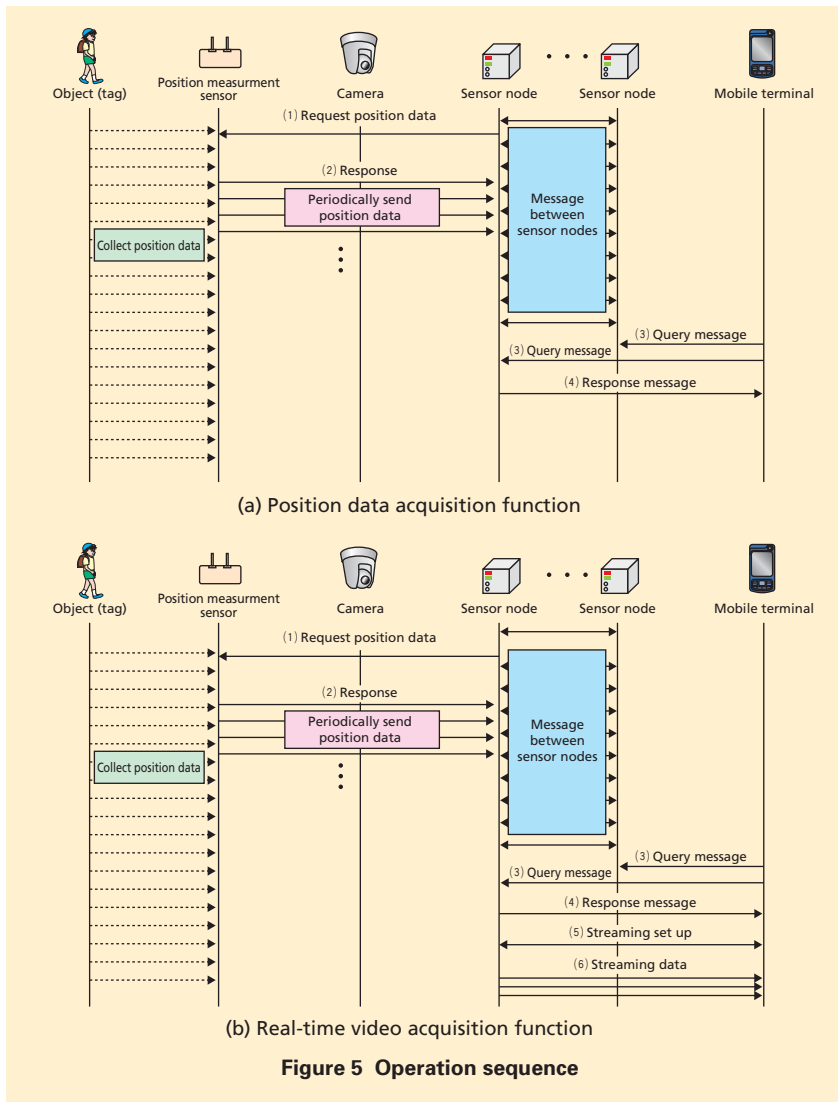 Object (tag)
Position measurment
sensor
Camera
Sensor node
Sensor node
Mobile terminal
(1) Request position data
(2) Response
Periodically send
position data
Message
between
sensor nodes
Collect position data
(3) Query message
(3) Query message
(4) Response message
(a) Position data acquisition function
Object (tag)
Position measurment
sensor
Camera
Sensor node
Sensor node
Mobile terminal
(1) Request position data
(2) Response
Periodically send
position data
Message
between
sensor nodes
Collect position data
(3) Query message
(3) Query message
(4) Response message
(5) Streaming set up
(6) Streaming data
(b) Real-time video acquisition function
Figure 5 Operation sequence